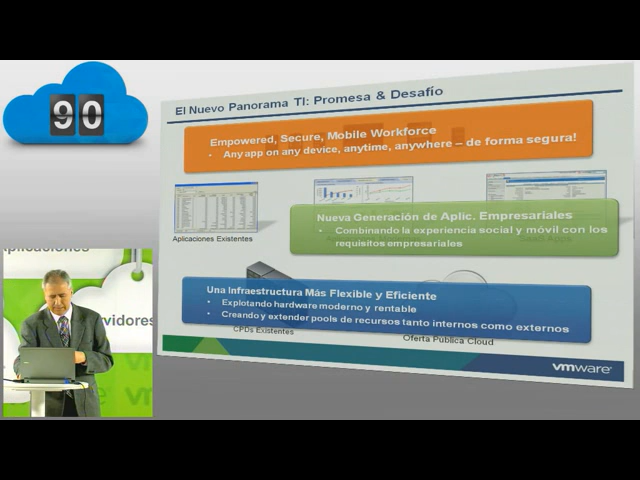 90
El Nuevo Panorama TI: Promesa & Desafío
Empowered, Secure, Mobile Workforce
• Any app on any device, anytime, anywhere – de forma segura!
Aplicaciones Existentes
Nueva Generación de Aplic. Empresariales
• Combinando la experiencia social y móvil con los
requisitos empresariales
Una Infraestructura Más Flexible y Eficiente
• Explotando hardware moderno y rentable
• Creando y extender pools de recursos tanto internos como externos
CPDs Existentes
Oferta Publica Cloud
vmware